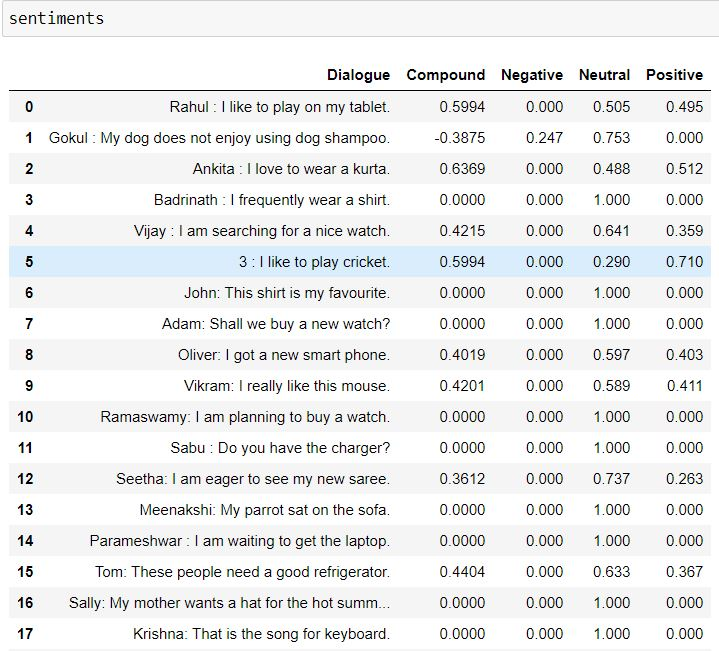 sentiments
Dialogue Compound Negative Neutral Positive
0 Rahul : I like to play on my tablet. 0.5994 0.000 0.505 0.495
1 Gokul : My dog does not enjoy using dog shampoo. -0.3875 0.247 0.753 0.000
2 Ankita : I love to wear a kurta. 0.6369 0.000 0.488 0.512
3 Badrinath : I frequently wear a shirt. 0.0000 0.000 1.000 0.000
4 Vijay : I am searching for a nice watch. 0.4215 0.000 0.641 0.359
5 3 : I like to play cricket. 0.5994 0.000 0.290 0.710
6 John: This shirt is my favourite. 0.0000 0.000 1.000 0.000
7 Adam: Shall we buy a new watch? 0.0000 0.000 1.000 0.000
8 Oliver: I got a new smart phone. 0.4019 0.000 0.597 0.403
9 Vikram: I really like this mouse. 0.4201 0.000 0.589 0.411
10 Ramaswamy: I am planning to buy a watch. 0.0000 0.000 1.000 0.000
11 Sabu : Do you have the charger? 0.0000 0.000 1.000 0.000
12 Seetha: I am eager to see my new saree. 0.3612 0.000 0.737 0.263
13 Meenakshi: My parrot sat on the sofa. 0.0000 0.000 1.000 0.000
14 Parameshwar : I am waiting to get the laptop. 0.0000 0.000 1.000 0.000
15 Tom: These people need a good refrigerator. 0.4404 0.000 0.633 0.367
16 Sally: My mother wants a hat for the hot summ... 0.0000 0.000 1.000 0.000
17 Krishna: That is the song for keyboard. 0.0000 0.000 1.000 0.000